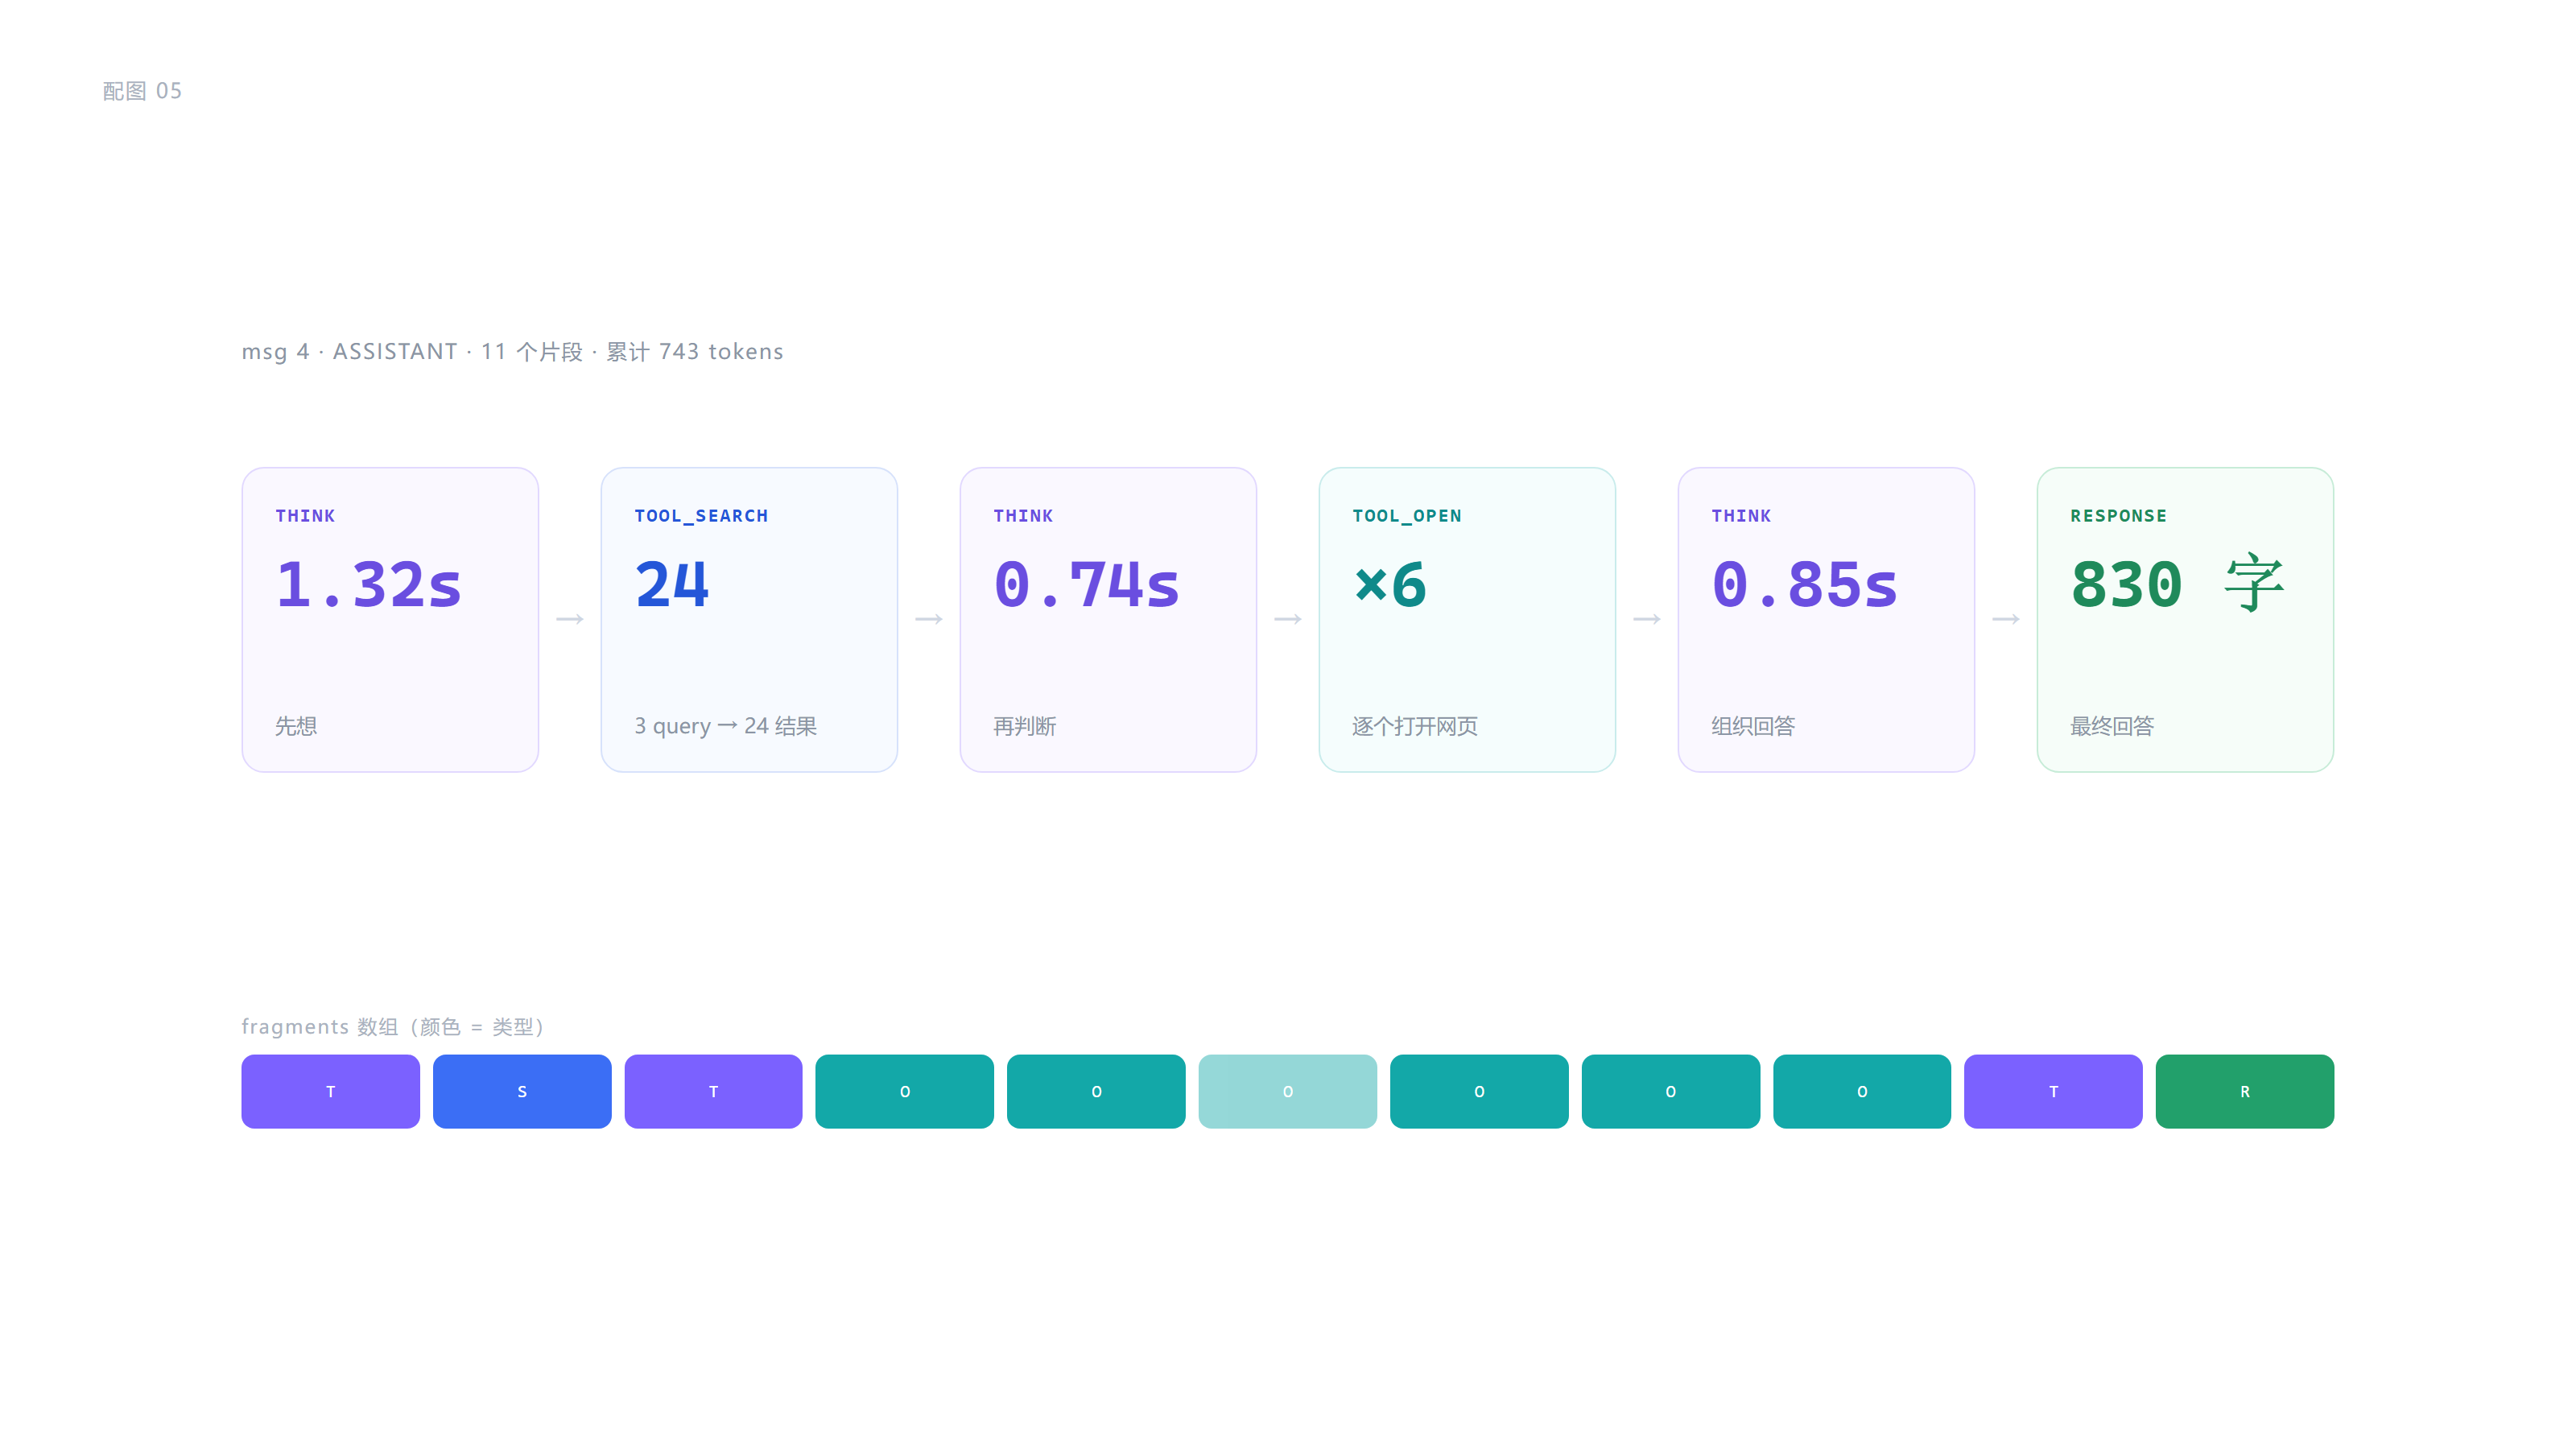 配图 05
msg 4 · ASSISTANT · 11 个片段 · 累计 743 tokens
THINK
1.32s
先想
→
TOOL_SEARCH
24
3 query → 24 结果
→
THINK
0.74s
再判断
→
TOOL_OPEN
×6
逐个打开网页
→
THINK
0.85s
组织回答
→
RESPONSE
830 字
最终回答
fragments 数组（颜色 = 类型）
T S T O O O O O O T R